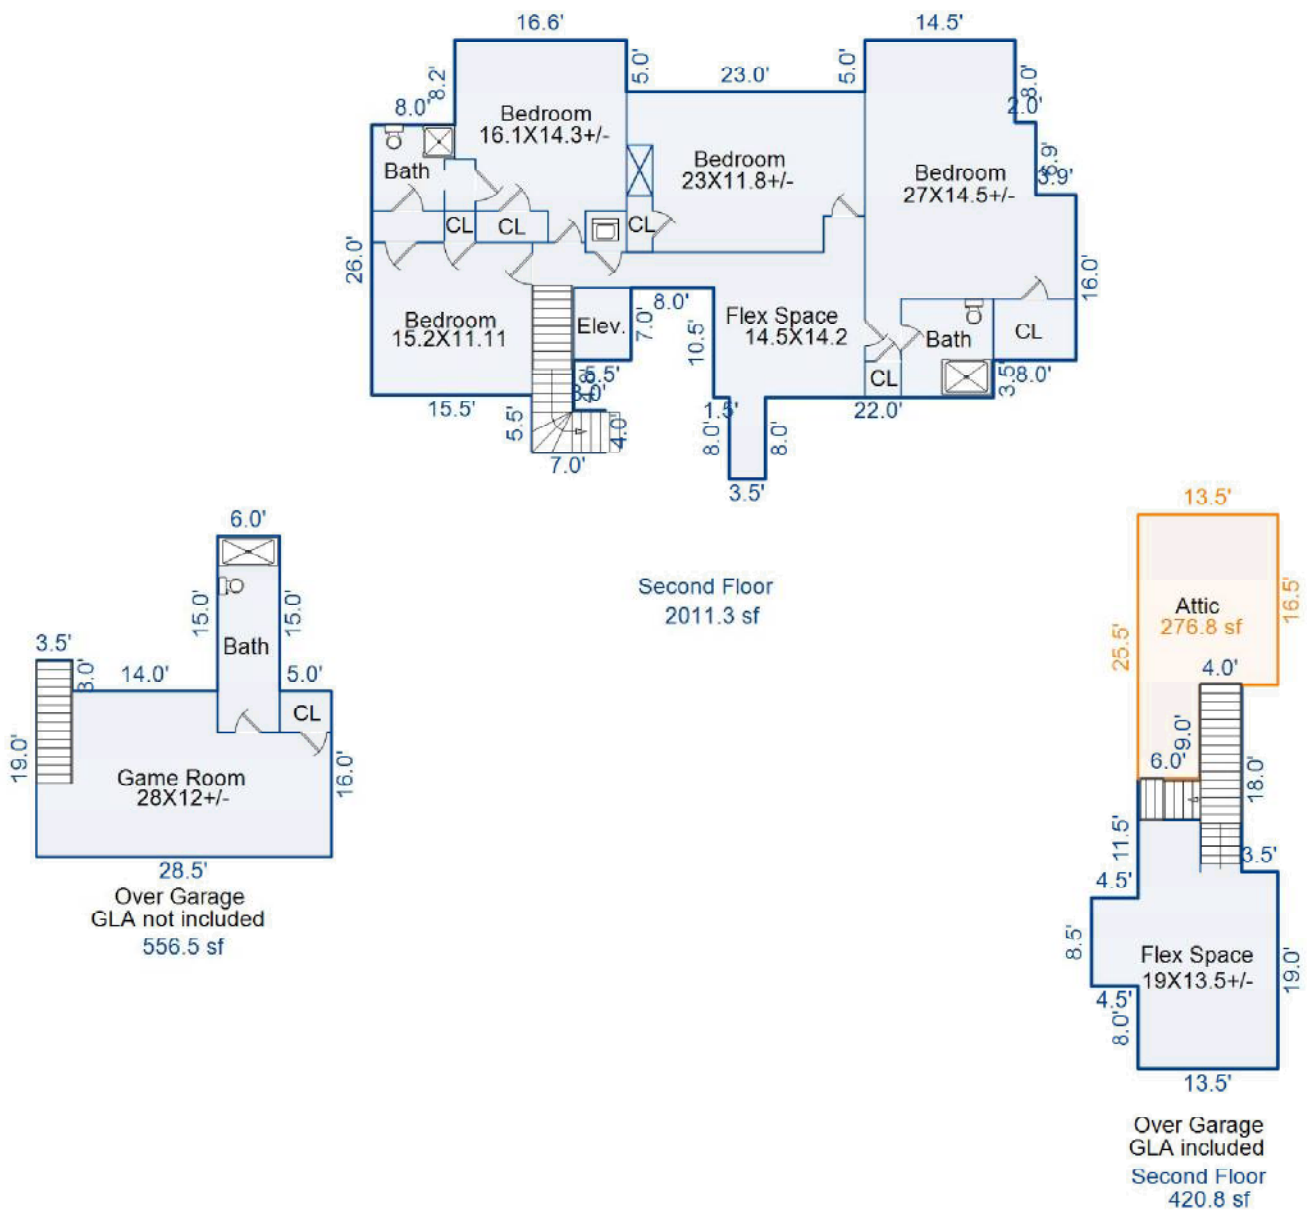 16.6'
14.5'
5.0'
23.0'
5.0'
8.2'
8.0'
8.0'
2.0'
Bedroom
16.1X14.3+/-
Bedroom
23X11.8+/-
Bedroom
27X14.5+/-
Bath
3.9'
CL
CL
CL
26.0'
16.0'
Bedroom
15.2X11.11
Elev.
7.0'
8.0'
10.5'
Flex Space
14.5X14.2
Bath
CL
CL
3.5'
8.0'
5.5'
15.5'
5.5'
4.0'
7.0'
1.5'
22.0'
8.0'
8.0'
3.5'
Second Floor
2011.3 sf
6.0'
15.0'
15.0'
Bath
3.5'
14.0'
5.0'
CL
19.0'
16.0'
Game Room
28X12+/-
28.5'
Over Garage
GLA not included
556.5 sf
13.5'
16.5'
Attic
276.8 sf
25.5'
4.0'
9.0'
6.0'
18.0'
11.5'
3.5'
4.5'
8.5'
Flex Space
19X13.5+/-
19.0'
4.5'
8.0'
13.5'
Over Garage
GLA included
Second Floor
420.8 sf